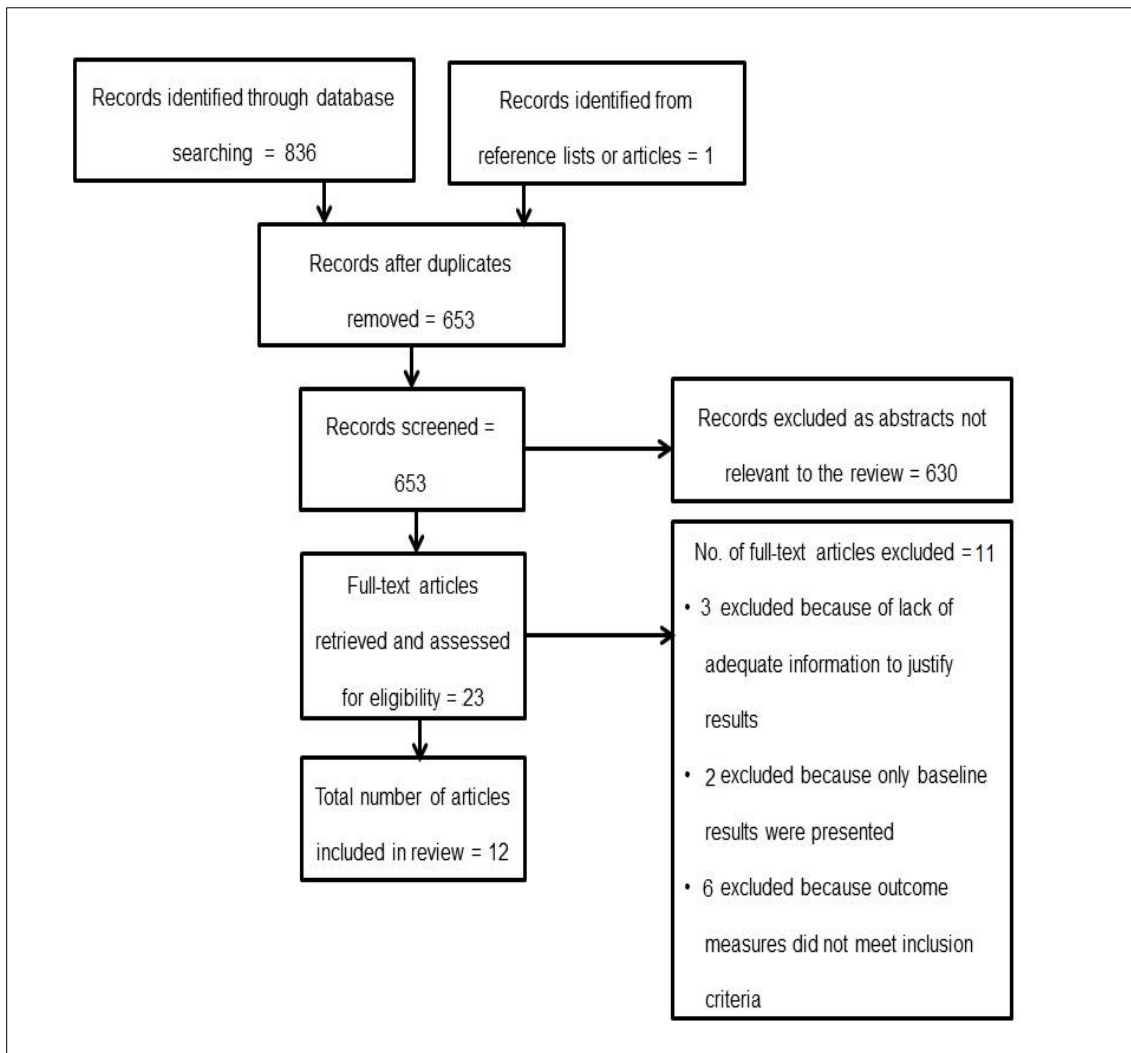 Records identified through database
searching = 836
Records identified from
reference lists or articles = 1
Records after duplicates
removed = 653
Records screened =
653
Records excluded as abstracts not
relevant to the review = 630
Full-text articles
retrieved and assessed
for eligibility = 23
No. of full-text articles excluded = 11
• 3 excluded because of lack of
adequate information to justify
results
• 2 excluded because only baseline
results were presented
• 6 excluded because outcome
measures did not meet inclusion
criteria
Total number of articles
included in review = 12